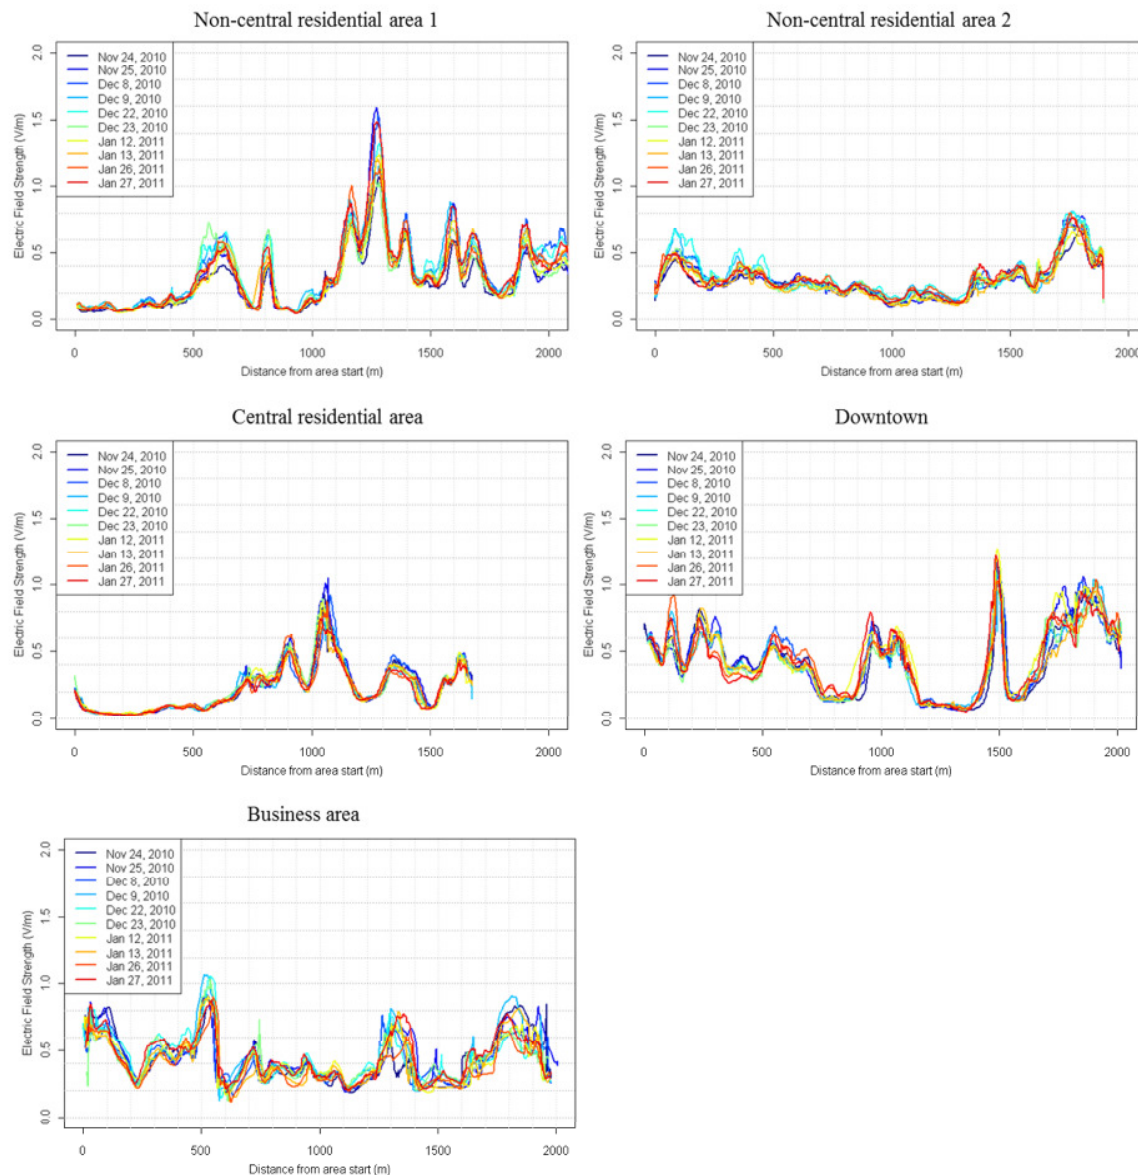 Non-central residential area 1
Electric Field Strength (V/m)
2.0
1.5
1.0
0.5
0.0
Nov 24, 2010
Nov 25, 2010
Dec 8, 2010
Dec 9, 2010
Dec 22, 2010
Dec 23, 2010
Jan 12, 2011
Jan 13, 2011
Jan 26, 2011
Jan 27, 2011
0 500 1000 1500 2000
Distance from area start (m)
Non-central residential area 2
Electric Field Strength (V/m)
2.0
1.5
1.0
0.5
0.0
Nov 24, 2010
Nov 25, 2010
Dec 8, 2010
Dec 9, 2010
Dec 22, 2010
Dec 23, 2010
Jan 12, 2011
Jan 13, 2011
Jan 26, 2011
Jan 27, 2011
0 500 1000 1500 2000
Distance from area start (m)
Central residential area
Electric Field Strength (V/m)
2.0
1.5
1.0
0.5
0.0
Nov 24, 2010
Nov 25, 2010
Dec 8, 2010
Dec 9, 2010
Dec 22, 2010
Dec 23, 2010
Jan 12, 2011
Jan 13, 2011
Jan 26, 2011
Jan 27, 2011
0 500 1000 1500 2000
Distance from area start (m)
Downtown
Electric Field Strength (V/m)
2.0
1.5
1.0
0.5
0.0
Nov 24, 2010
Nov 25, 2010
Dec 8, 2010
Dec 9, 2010
Dec 22, 2010
Dec 23, 2010
Jan 12, 2011
Jan 13, 2011
Jan 26, 2011
Jan 27, 2011
0 500 1000 1500 2000
Distance from area start (m)
Business area
Electric Field Strength (V/m)
2.0
1.5
1.0
0.5
0.0
Nov 24, 2010
Nov 25, 2010
Dec 8, 2010
Dec 9, 2010
Dec 22, 2010
Dec 23, 2010
Jan 12, 2011
Jan 13, 2011
Jan 26, 2011
Jan 27, 2011
0 500 1000 1500 2000
Distance from area start (m)